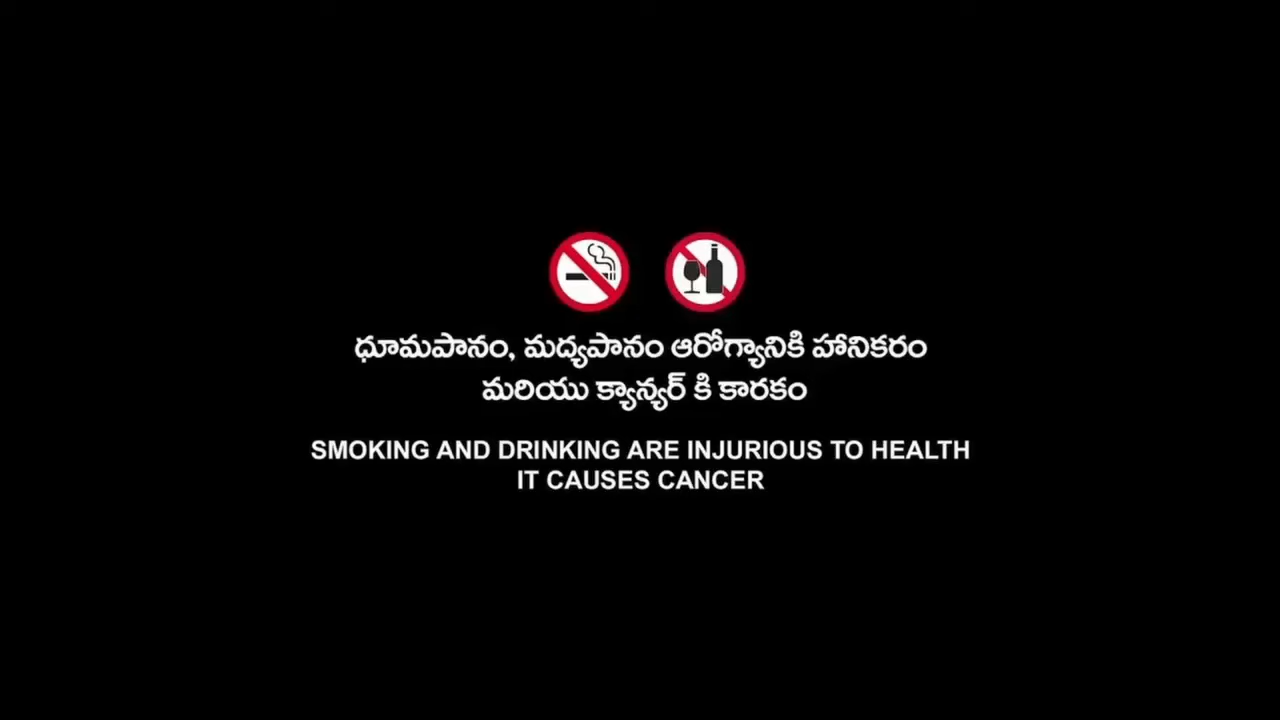 ధూమపానం, మద్యపానం ఆరోగ్యానికి హానికరం
మరియు క్యాన్సర్ కి కారకం
SMOKING AND DRINKING ARE INJURIOUS TO HEALTH
IT CAUSES CANCER